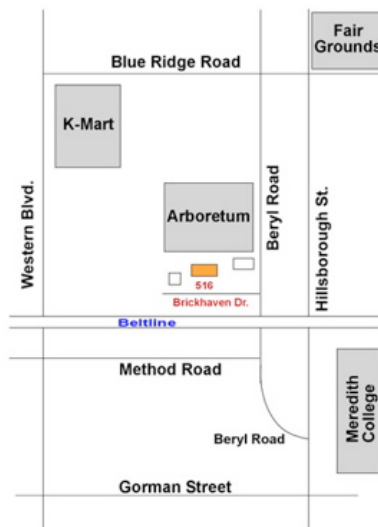 Fair
Grounds
Blue Ridge Road
K-Mart
Western Blvd.
Arboretum
Beryl Road
Hillsborough St.
516
Brickhaven Dr.
Beltline
Method Road
Meredith
College
Beryl Road
Gorman Street